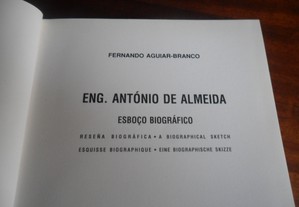 FERNANDO AGUIAR-BRANCO
ENG. ANTÓNIO DE ALMEIDA
ESBOÇO BIOGRÁFICO
RESEÑA BIOGRÁFICA • A BIOGRAPHICAL SKETCH
ESQUISSE BIOGRAPHIQUE • EINE BIOGRAPHISCHE SKIZZE